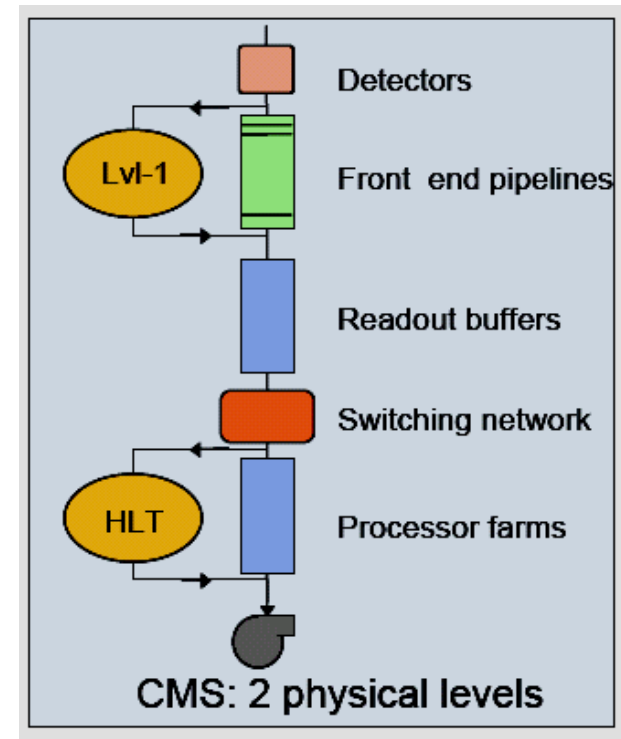 Detectors
Lvl-1
Front end pipelines
Readout buffers
Switching network
HLT
Processor farms
CMS: 2 physical levels